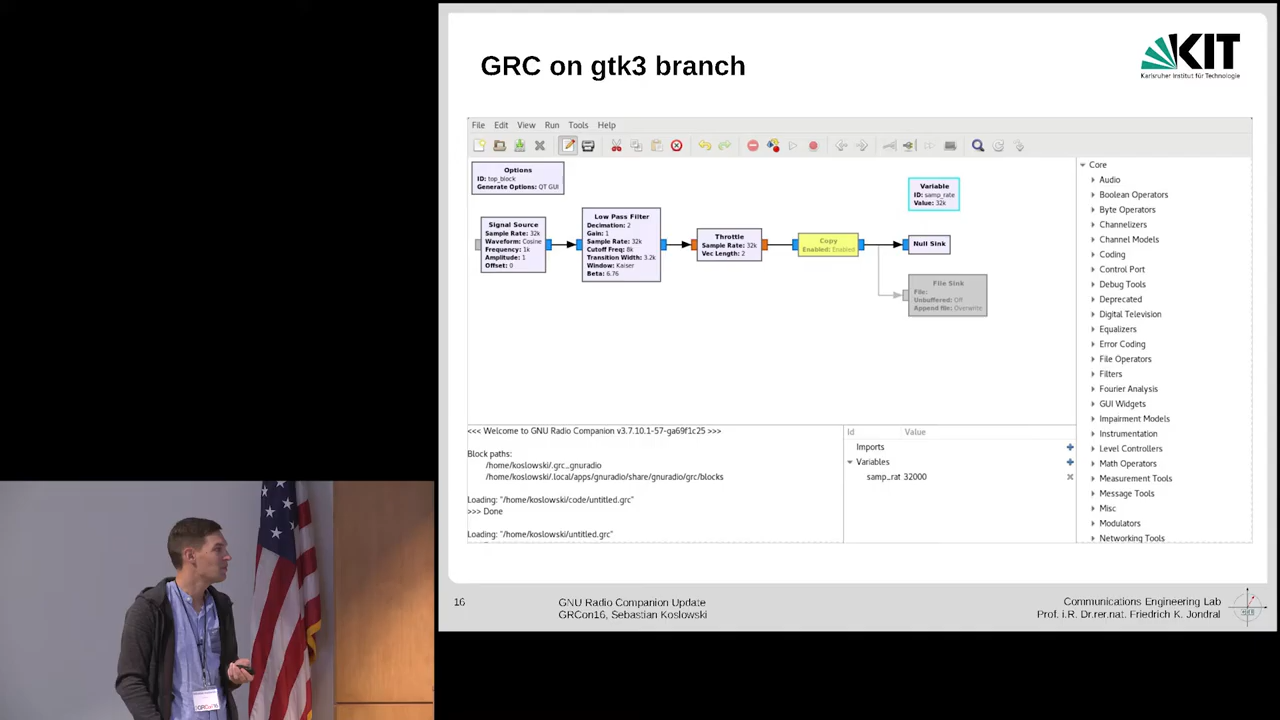 GRC on gtk3 branch
KIT
Karlsruher Institut für Technologie
File Edit View Run Tools Help
Options
ID: top_block
Generate Options: QT GUI
Variable
ID: samp_rate
Value: 32k
Signal Source
Sample Rate: 32k
Waveform: Cosine
Frequency: 1k
Amplitude: 1
Offset: 0
Low Pass Filter
Decimation: 2
Gain: 1
Sample Rate: 32k
Cutoff Freq: 8k
Transition Width: 3.2k
Window: Kaiser
Beta: 6.76
Throttle
Sample Rate: 32k
Vec Length: 2
Copy
Enabled: Enabled
Null Sink
File Sink
File:
Unbuffered: Off
Append file: Overwrite
Core
Audio
Boolean Operators
Byte Operators
Channelizers
Channel Models
Coding
Control Port
Debug Tools
Deprecated
Digital Television
Equalizers
Error Coding
File Operators
Filters
Fourier Analysis
GUI Widgets
Impairment Models
Instrumentation
Level Controllers
Math Operators
Measurement Tools
Message Tools
Misc
Modulators
Networking Tools
<<< Welcome to GNU Radio Companion v3.7.10.1-57-ga69f1c25 >>>
Block paths:
/home/koslowski/.grc_gnuradio
/home/koslowski/.local/apps/gnuradio/share/gnuradio/grc/blocks
Loading: "/home/koslowski/code/untitled.grc"
>>> Done
Loading: "/home/koslowski/untitled.grc"
Id Value
Imports
Variables
samp_rat 32000
16
GNU Radio Companion Update
GRCon16, Sebastian Koslowski
Communications Engineering Lab
Prof. i.R. Dr.rer.nat. Friedrich K. Jondral